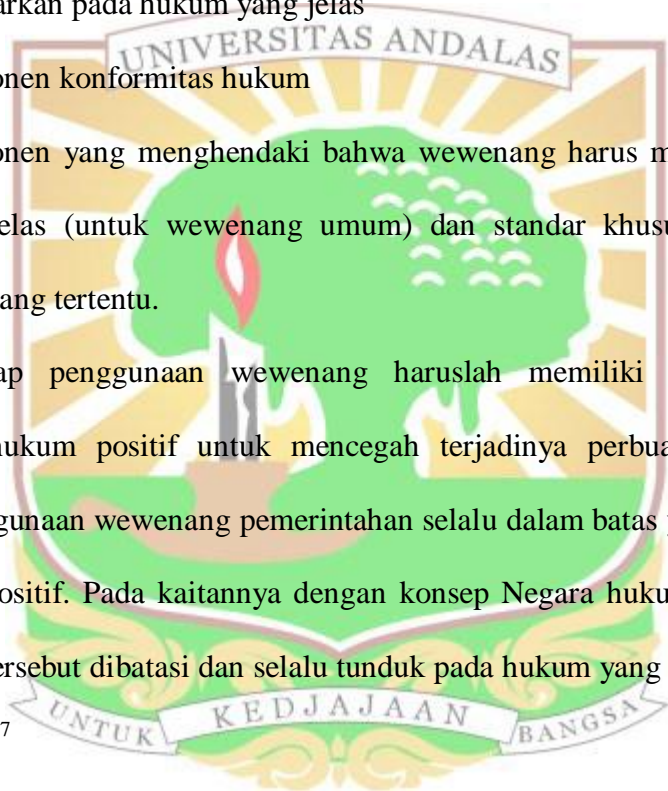 arkan pada hukum yang jelas
UNIVERSITAS ANDALAS
onen konformitas hukum
onen yang menghendaki bahwa wewenang harus m
elas (untuk wewenang umum) dan standar khusu
ang tertentu.
ap penggunaan wewenang haruslah memiliki
hukum positif untuk mencegah terjadinya perbua
gunaan wewenang pemerintahan selalu dalam batas
ositif. Pada kaitannya dengan konsep Negara huku
ersebut dibatasi dan selalu tunduk pada hukum yang
7
UNTUK KEDJAJAAN BANGSA